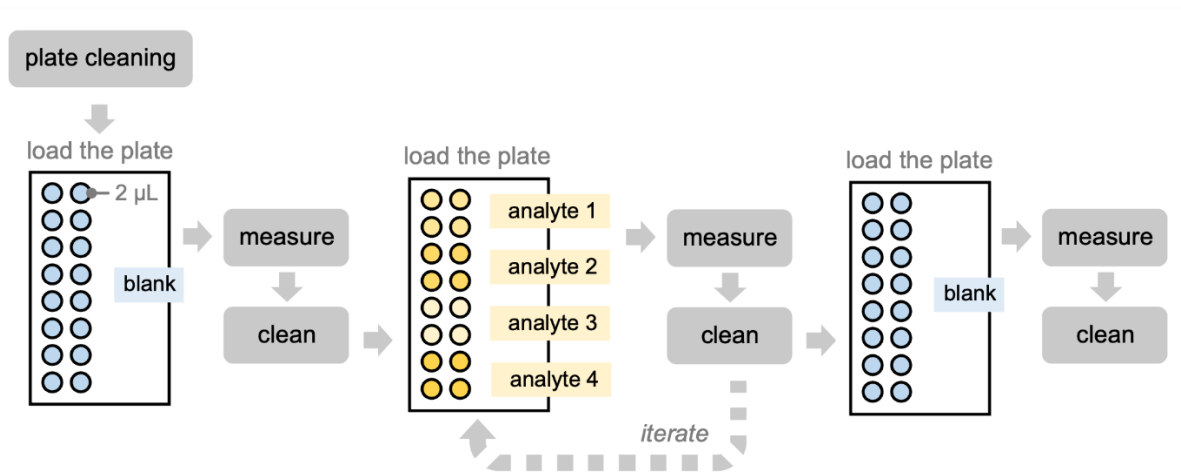 plate cleaning
load the plate
2 µL
blank
measure
clean
load the plate
analyte 1
analyte 2
analyte 3
analyte 4
measure
clean
iterate
load the plate
blank
measure
clean